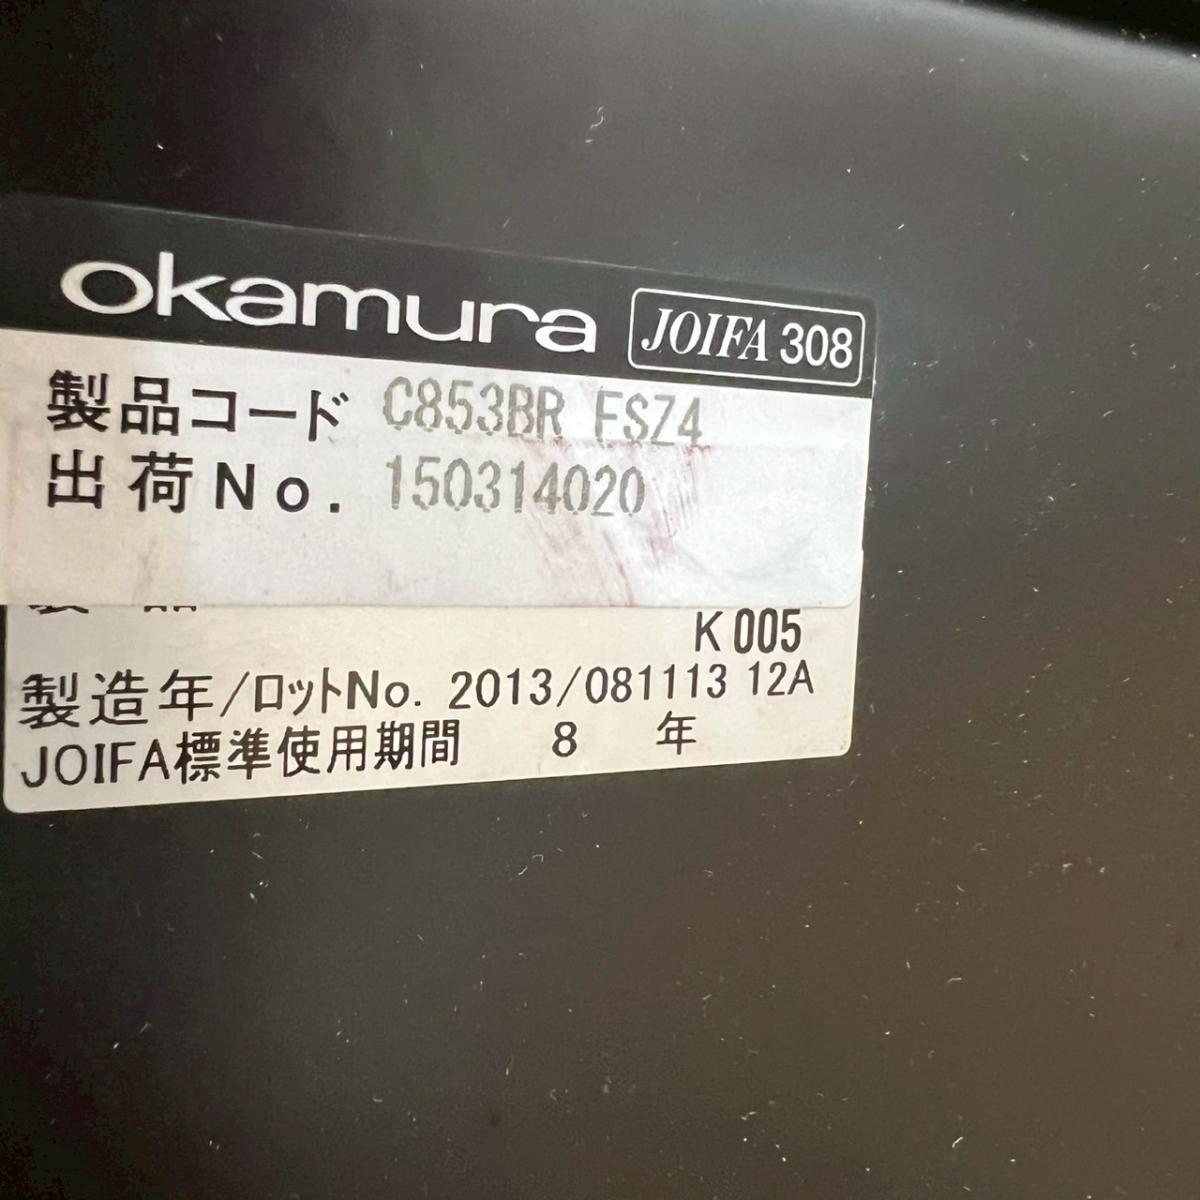 okamura JOIFA 308
製品コード C853BR FSZ4
出荷No. 150314020
K 005
製造年/ロットNo. 2013/081113 12A
JOIFA標準使用期間 8 年